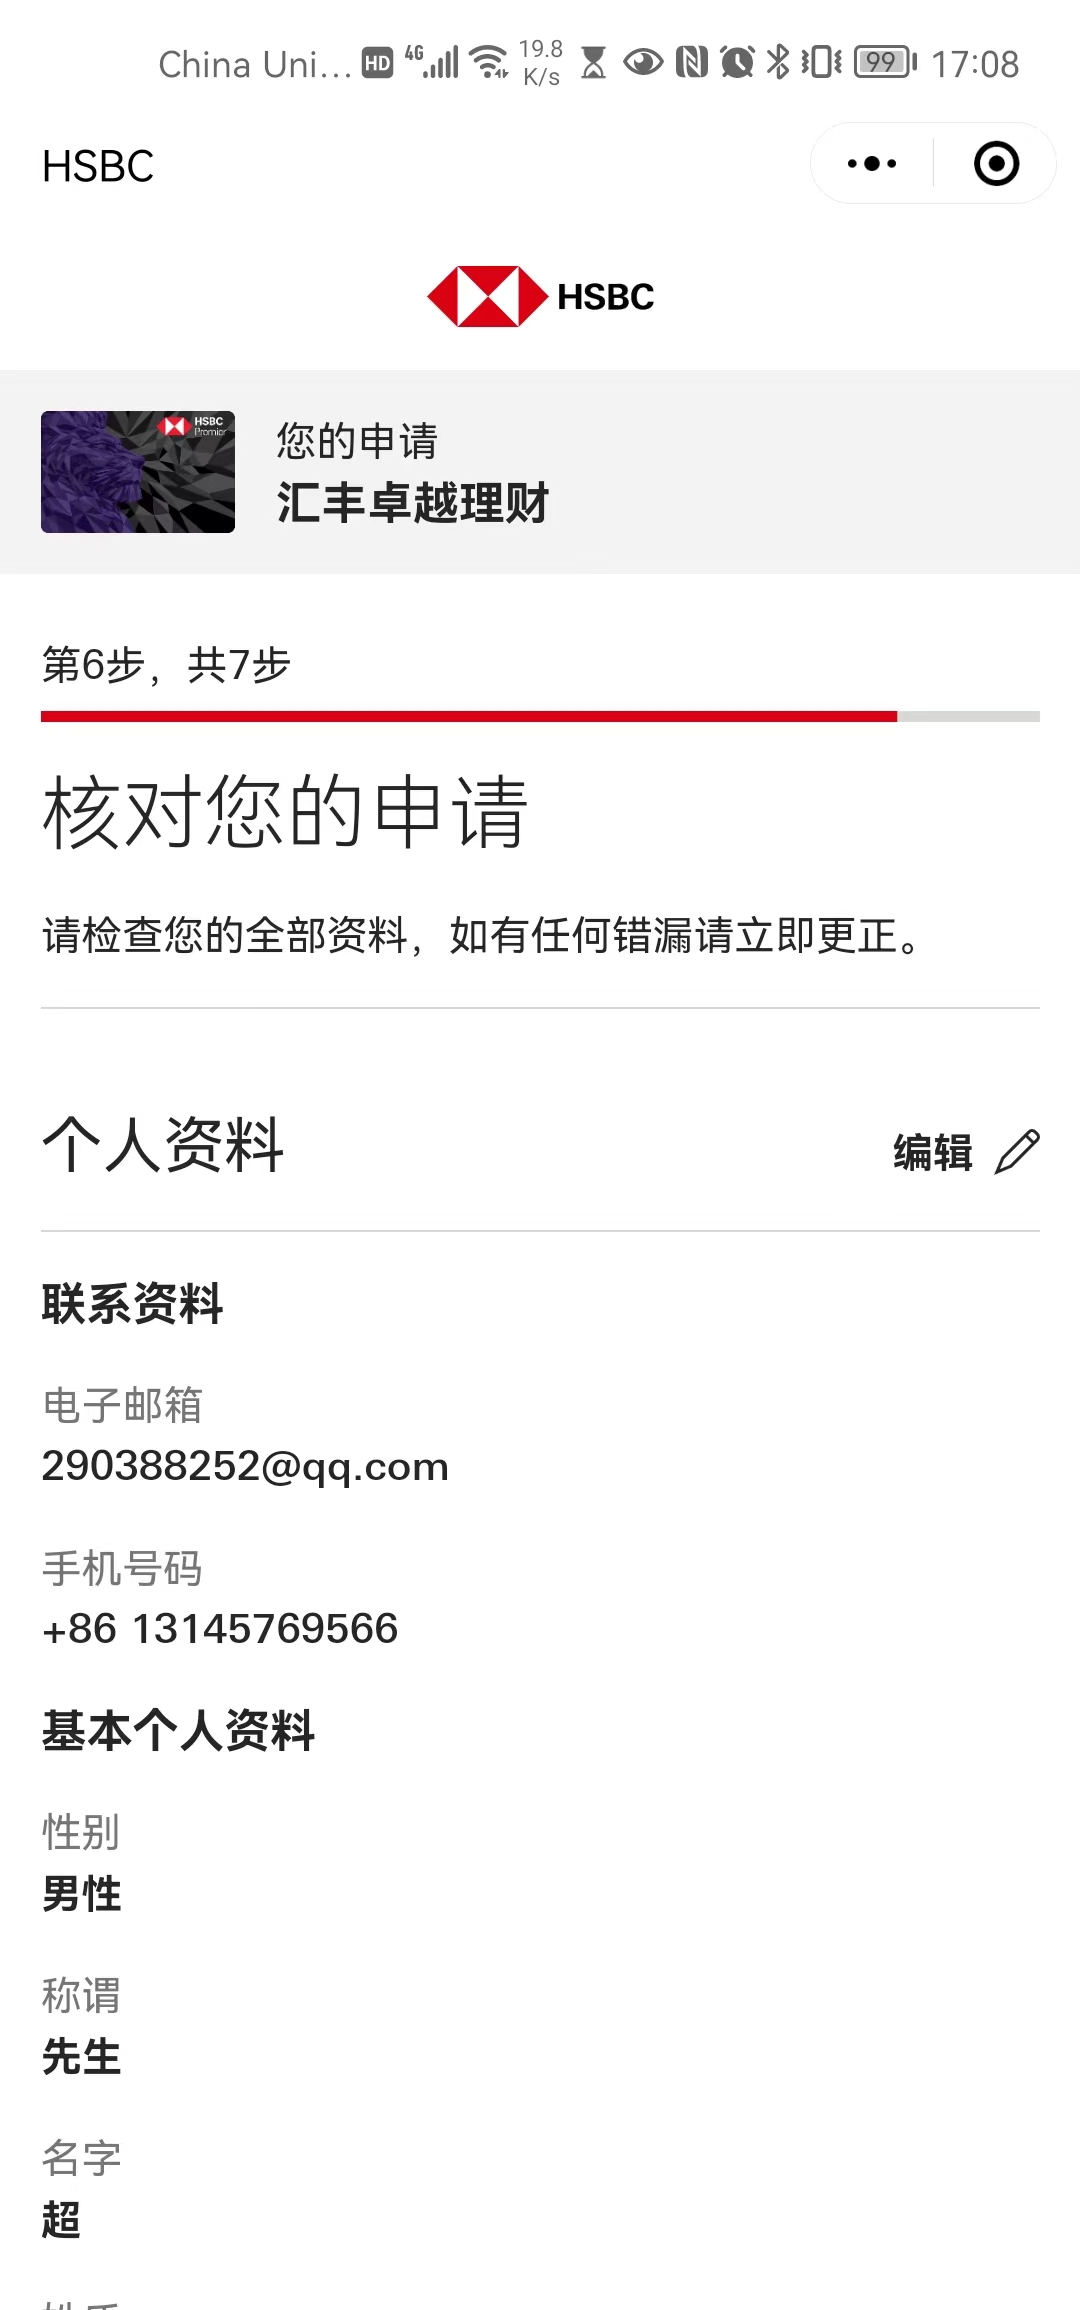 China Uni... HD 4G 19.8 K/s 99 17:08
HSBC
HSBC
HSBC
Premier
您的申请
汇丰卓越理财
第6步，共7步
核对您的申请
请检查您的全部资料，如有任何错漏请立即更正。
个人资料
编辑
联系资料
电子邮箱
290388252@qq.com
手机号码
+86 13145769566
基本个人资料
性别
男性
称谓
先生
名字
超